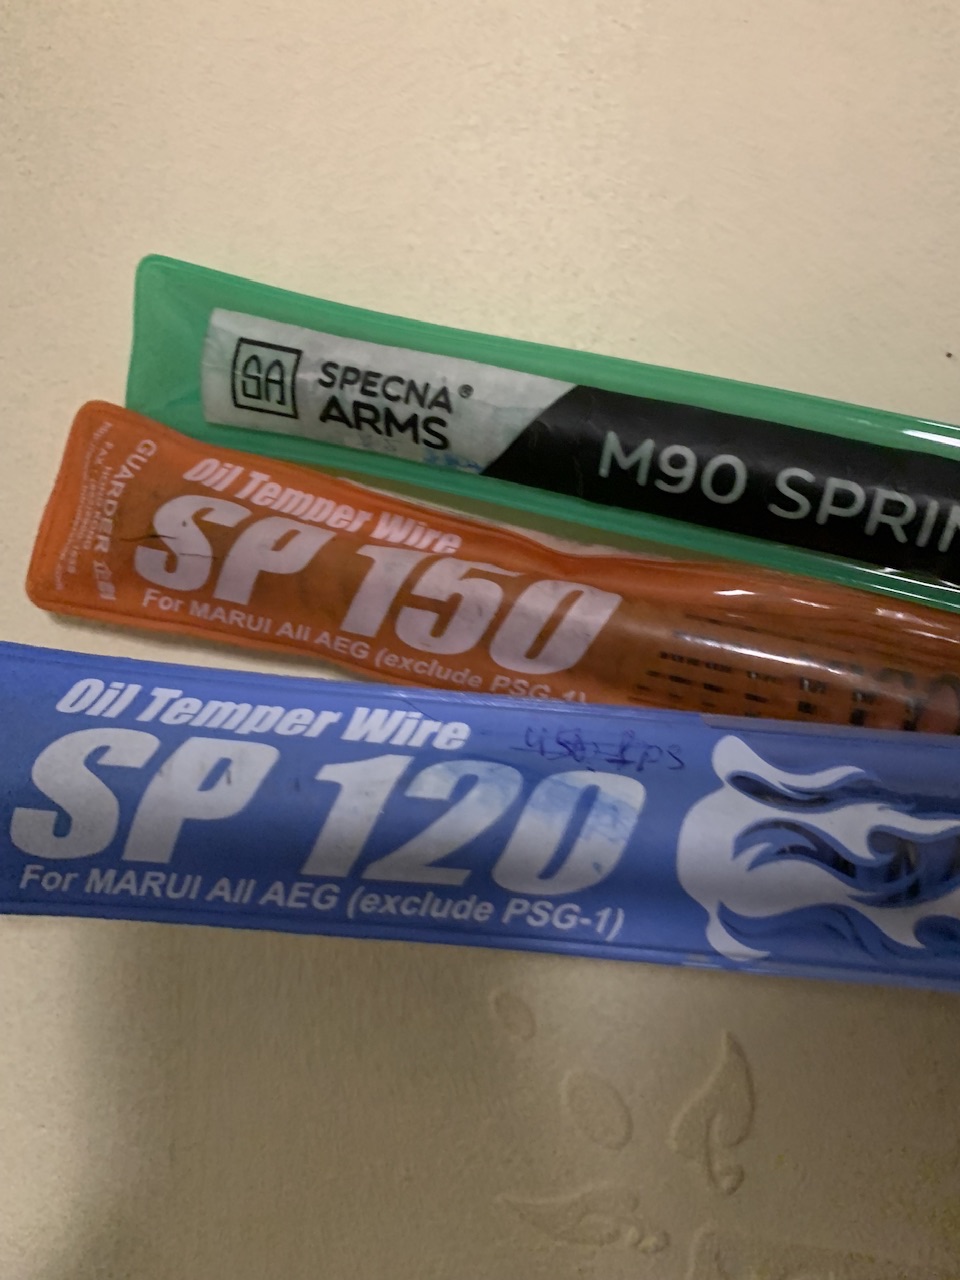 SA
SPECNA®
ARMS
M90 SPRIN
GUARDER
Oil Temper Wire
SP 150
For MARUI All AEG (exclude PSG-1)
Oil Temper Wire
SP 120
For MARUI All AEG (exclude PSG-1)